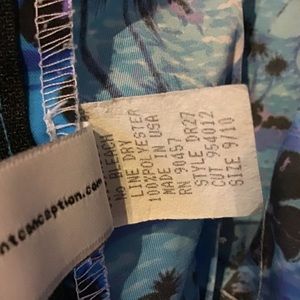 NO BLEACH
LINE DRY
100%POLYESTER
MADE IN USA
RN 90457
STYLE DR27
CUT 954012
SIZE 9/10
ntconception.com